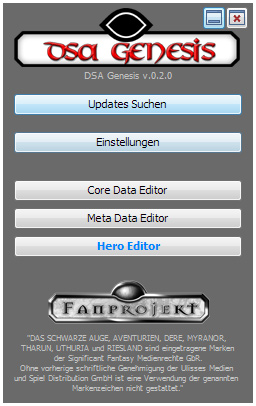 DSA GENESIS
DSA Genesis v.0.2.0
Updates Suchen
Einstellungen
Core Data Editor
Meta Data Editor
Hero Editor
FANPROJEKT
"DAS SCHWARZE AUGE, AVENTURIEN, DERE, MYRANOR,
THARUN, UTHURIA und RIESLAND sind eingetragene Marken
der Significant Fantasy Medienrechte GbR.
Ohne vorherige schriftliche Genehmigung der Ulisses Medien
und Spiel Distribution GmbH ist eine Verwendung der genannten
Markenzeichen nicht gestattet."